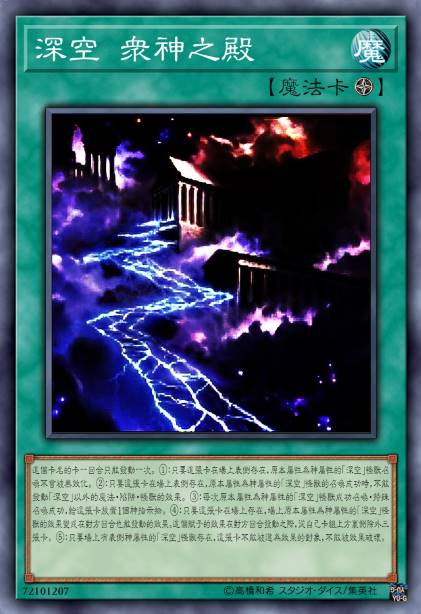 深空 衆神之殿
魔
【魔法卡】
這個卡名的卡一回合只能發動一次。①:只要這張卡在場上表側存在,原本屬性為神屬性的「深空」怪獸召
喚不會被無效化。②:只要這張卡在場上表側存在,原本屬性為神屬性的「深空」怪獸的召喚成功時,不能
發動「深空」以外的魔法・陷阱・怪獸的效果。③:每次原本屬性為神屬性的「深空」怪獸成功召喚・特殊
召喚成功,給這張卡放置1個神指示物。④:只要這張卡在場上存在,場上原本屬性為神屬性的「深空」怪
獸的效果變成在對方回合也能發動的效果。這個賦予的效果在對方回合發動之際,從自己卡組上方裏側除外三
張卡。⑤:只要場上有表側神屬性的「深空」怪獸存在,這張卡不能被選為效果的對象,不能被效果破壞。
72101207
©高橋和希 スタジオ・ダイス/集英社